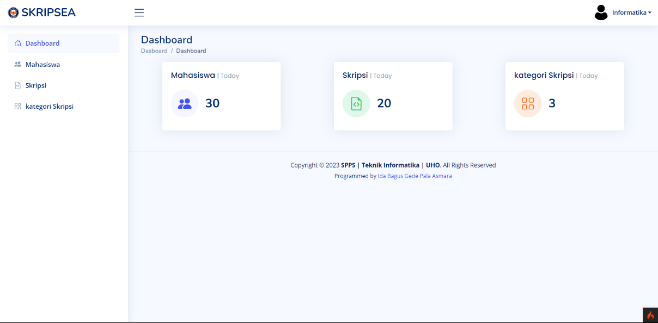 SKRIPSEA
informatika
Dashboard
Mahasiswa
Skripsi
kategori Skripsi
Dashboard
Dasboard / Dashboard
Mahasiswa | Today
30
Skripsi | Today
20
kategori Skripsi | Today
3
Copyright © 2023 SPPS | Teknik Informatika | UHO. All Rights Reserved
Programmed by Ida Bagus Gede Pala Asmara